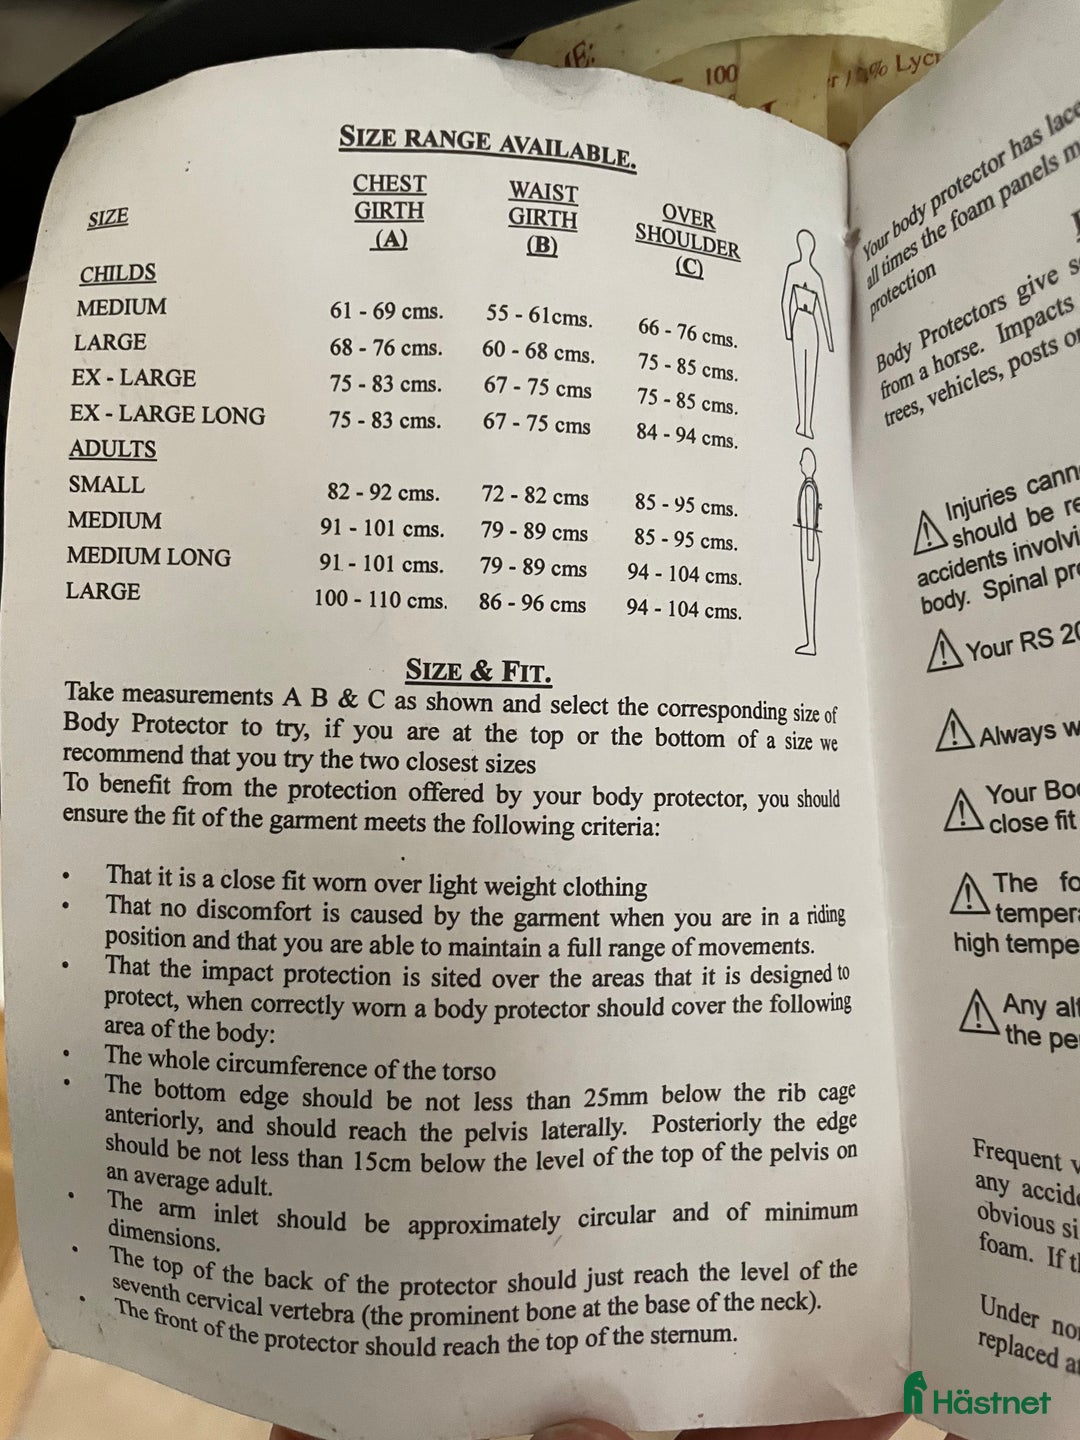 SIZE RANGE AVAILABLE.
SIZE CHEST GIRTH (A) WAIST GIRTH (B) OVER SHOULDER (C)
CHILDS
MEDIUM 61 - 69 cms. 55 - 61cms. 66 - 76 cms.
LARGE 68 - 76 cms. 60 - 68 cms. 75 - 85 cms.
EX - LARGE 75 - 83 cms. 67 - 75 cms 75 - 85 cms.
EX - LARGE LONG 75 - 83 cms. 67 - 75 cms 84 - 94 cms.
ADULTS
SMALL 82 - 92 cms. 72 - 82 cms 85 - 95 cms.
MEDIUM 91 - 101 cms. 79 - 89 cms 85 - 95 cms.
MEDIUM LONG 91 - 101 cms. 79 - 89 cms 94 - 104 cms.
LARGE 100 - 110 cms. 86 - 96 cms 94 - 104 cms.
SIZE & FIT.
Take measurements A B & C as shown and select the corresponding size of
Body Protector to try, if you are at the top or the bottom of a size we
recommend that you try the two closest sizes
To benefit from the protection offered by your body protector, you should
ensure the fit of the garment meets the following criteria:
• That it is a close fit worn over light weight clothing
• That no discomfort is caused by the garment when you are in a riding
position and that you are able to maintain a full range of movements.
• That the impact protection is sited over the areas that it is designed to
protect, when correctly worn a body protector should cover the following
area of the body:
• The whole circumference of the torso
• The bottom edge should be not less than 25mm below the rib cage
anteriorly, and should reach the pelvis laterally. Posteriorly the edge
should be not less than 15cm below the level of the top of the pelvis on
an average adult.
• The arm inlet should be approximately circular and of minimum
dimensions.
• The top of the back of the protector should just reach the level of the
seventh cervical vertebra (the prominent bone at the base of the neck).
• The front of the protector should reach the top of the sternum.
100
% Lycr
Your body protector has lace
all times the foam panels m
protection
Body Protectors give s
from a horse. Impacts
trees, vehicles, posts o
Injuries cann
should be re
accidents involvi
body. Spinal pr
Your RS 20
Always w
Your Bo
close fit
The fo
tempera
high tempe
Any alt
the pe
Frequent v
any accid
obvious si
foam. If t
Under no
replaced a
Hästnet